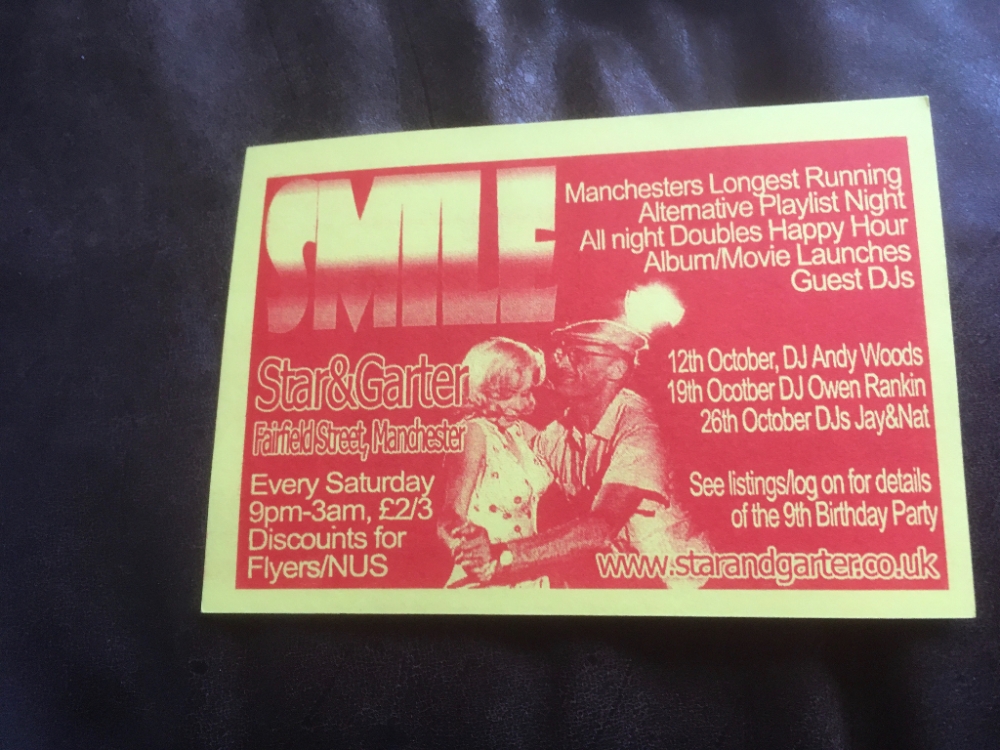 SMILE
Manchesters Longest Running
Alternative Playlist Night
All night Doubles Happy Hour
Album/Movie Launches
Guest DJs
Star&Garter
Fairfield Street, Manchester
Every Saturday
9pm-3am, £2/3
Discounts for
Flyers/NUS
12th October, DJ Andy Woods
19th Ocotber DJ Owen Rankin
26th October DJs Jay&Nat
See listings/log on for details
of the 9th Birthday Party
www.starandgarter.co.uk